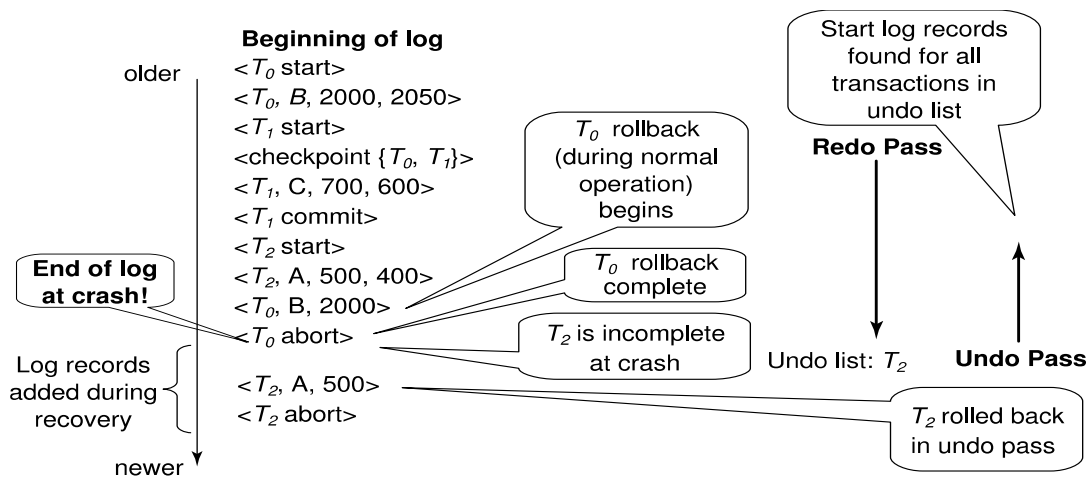 Beginning of log
older
<T0 start>
<T0, B, 2000, 2050>
<T1 start>
<checkpoint {T0, T1}>
<T1, C, 700, 600>
<T1 commit>
<T2 start>
<T2, A, 500, 400>
<T0, B, 2000>
<T0 abort>
<T2, A, 500>
<T2 abort>
newer
End of log
at crash!
Log records
added during
recovery
T0 rollback
(during normal
operation)
begins
T0 rollback
complete
T2 is incomplete
at crash
Start log records
found for all
transactions in
undo list
Redo Pass
Undo list: T2
Undo Pass
T2 rolled back
in undo pass